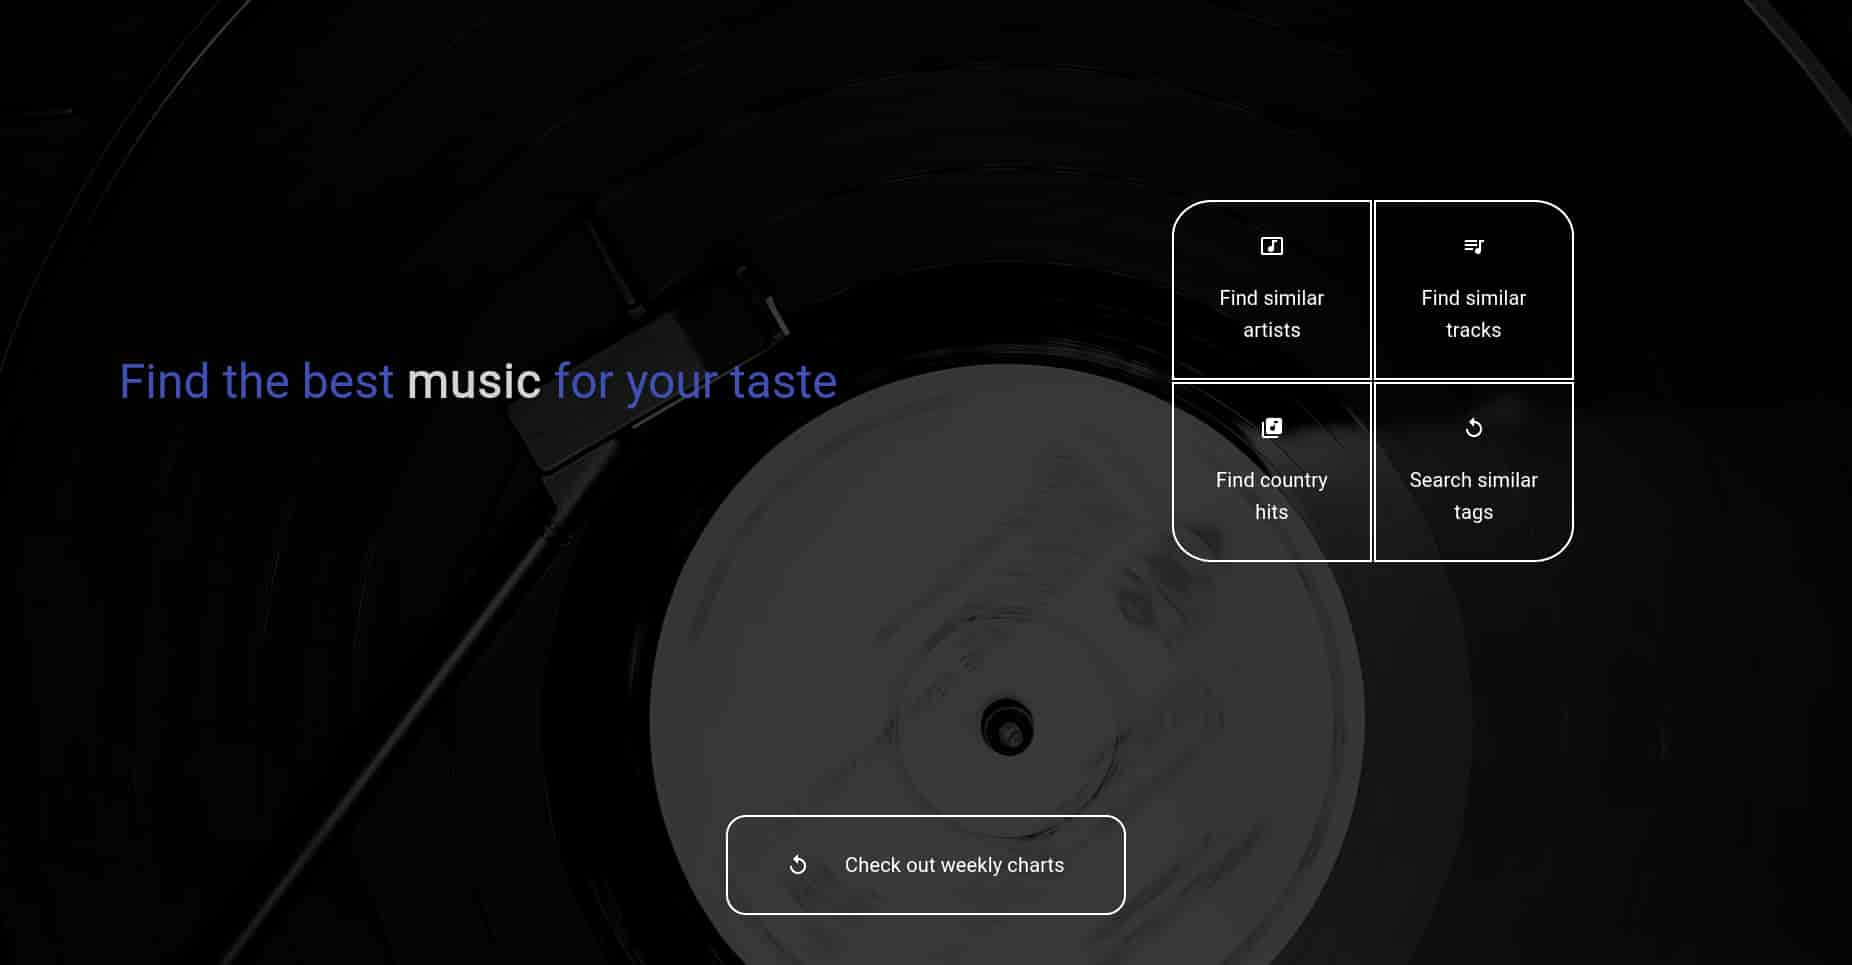 Find the best music for your taste
Find similar
artists
Find similar
tracks
Find country
hits
Search similar
tags
Check out weekly charts